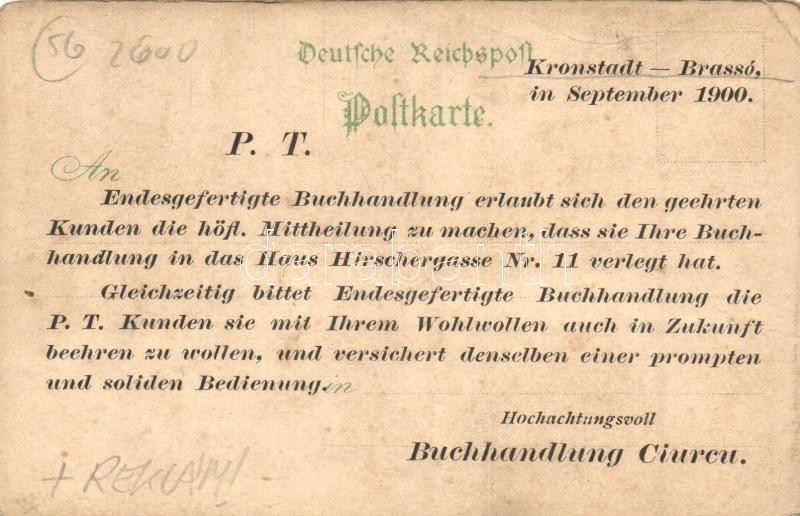 56 2600
Deutsche Reichspost
Kronstadt — Brassó,
in September 1900.
Postkarte.
P. T.
An
Endesgefertigte Buchhandlung erlaubt sich den geehrten
Kunden die höfl. Mittheilung zu machen, dass sie Ihre Buch-
handlung in das Haus Hirschergasse Nr. 11 verlegt hat.
Gleichzeitig bittet Endesgefertigte Buchhandlung die
P. T. Kunden sie mit Ihrem Wohlwollen auch in Zukunft
beehren zu wollen, und versichert denselben einer prompten
und soliden Bedienung.
in
Hochachtungsvoll
Buchhandlung Ciurcu.